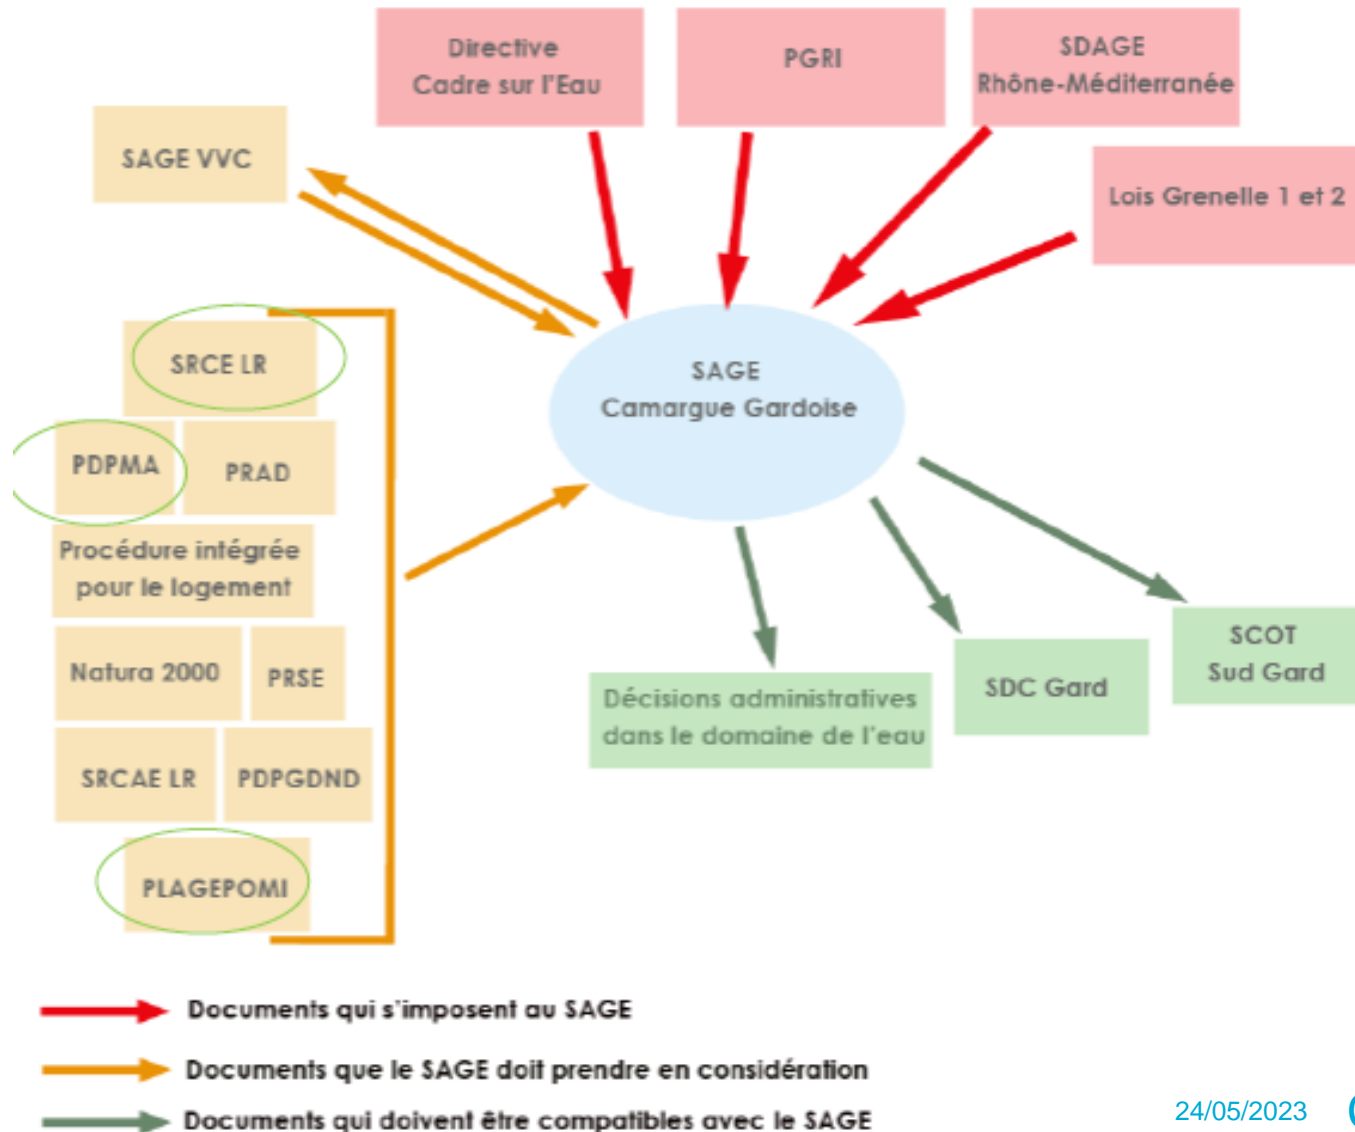 Directive
Cadre sur l'Eau
PGRI
SDAGE
Rhône-Méditerranée
SAGE VVC
Lois Grenelle 1 et 2
SRCE LR
SAGE
Camargue Gardoise
PDPMA
PRAD
Procédure intégrée
pour le logement
Natura 2000
PRSE
SCOT
Sud Gard
SDC Gard
Décisions administratives
dans le domaine de l'eau
SRCAE LR
PDPGDND
PLAGEPOMI
Documents qui s'imposent au SAGE
Documents que le SAGE doit prendre en considération
Documents qui doivent être compatibles avec le SAGE
24/05/2023